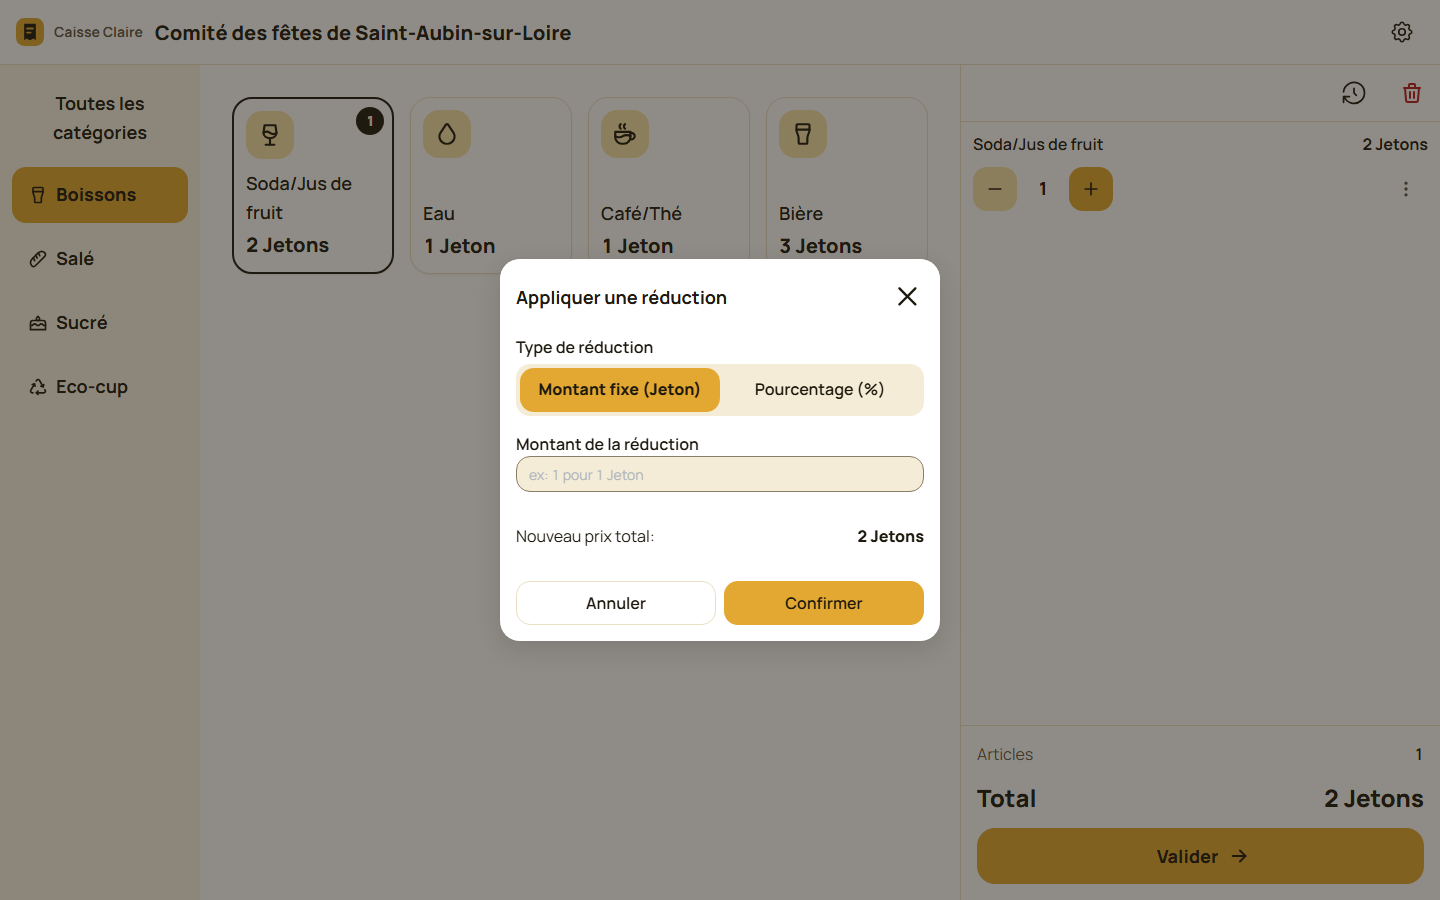 Caisse Claire
Comité des fêtes de Saint-Aubin-sur-Loire
Toutes les
catégories
Boissons
Salé
Sucré
Eco-cup
1
Soda/Jus de
fruit
2 Jetons
Eau
1 Jeton
Café/Thé
1 Jeton
Bière
3 Jetons
Appliquer une réduction
Type de réduction
Montant fixe (Jeton)
Pourcentage (%)
Montant de la réduction
ex: 1 pour 1 Jeton
Nouveau prix total:
2 Jetons
Annuler
Confirmer
Soda/Jus de fruit
2 Jetons
1
Articles
1
Total
2 Jetons
Valider